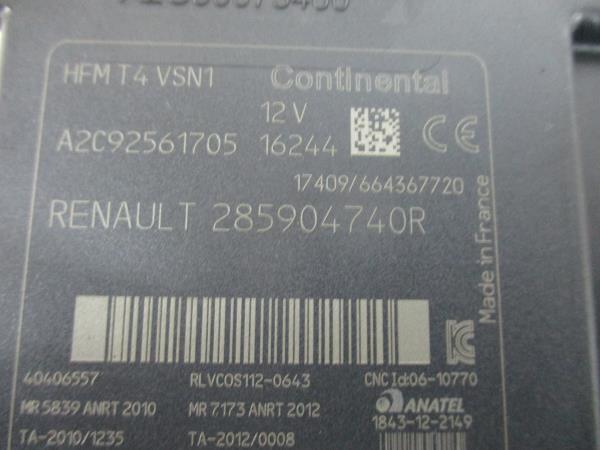 HFM T4 VSN1 Continental
12 V
A2C92561705 16244 CE
17409/664367720
RENAULT 285904740R
Made in France
40406557 RLVCOS112-0643 CNC Id:06-10770
MR 5839 ANRT 2010 MR 7173 ANRT 2012 ANATEL
TA-2010/1235 TA-2012/0008 1843-12-2149